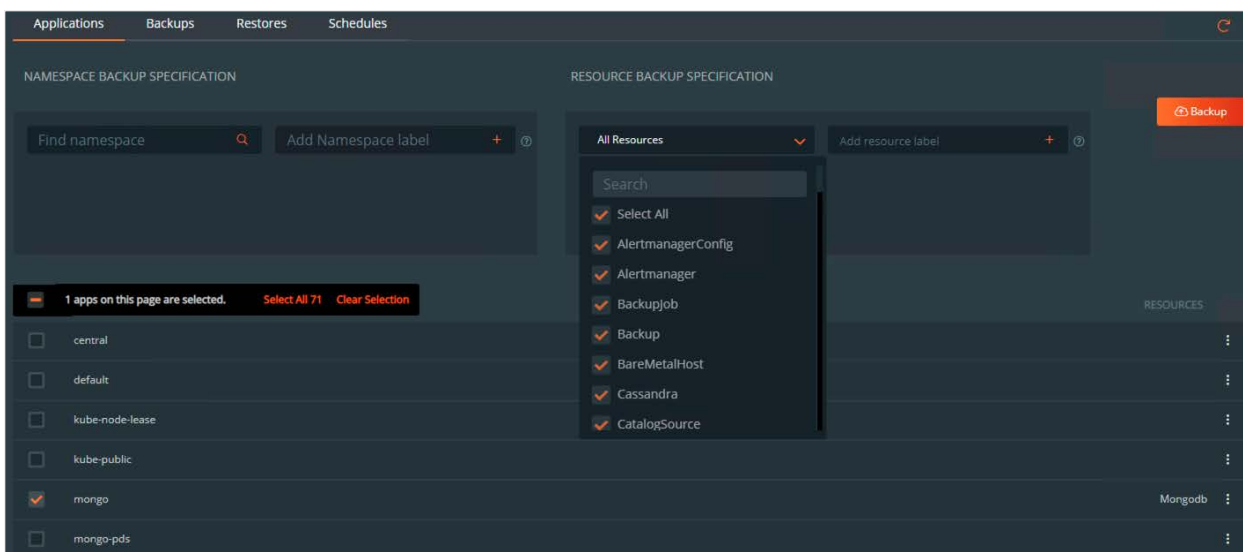 Applications Backups Restores Schedules
NAMESPACE BACKUP SPECIFICATION
RESOURCE BACKUP SPECIFICATION
Backup
Find namespace
Add Namespace label +
All Resources
Add resource label +
Search
Select All
AlertmanagerConfig
Alertmanager
BackupJob
Backup
BareMetalHost
Cassandra
CatalogSource
1 apps on this page are selected. Select All 71 Clear Selection
RESOURCES
central
default
kube-node-lease
kube-public
mongo Mongodb
mongo-pds